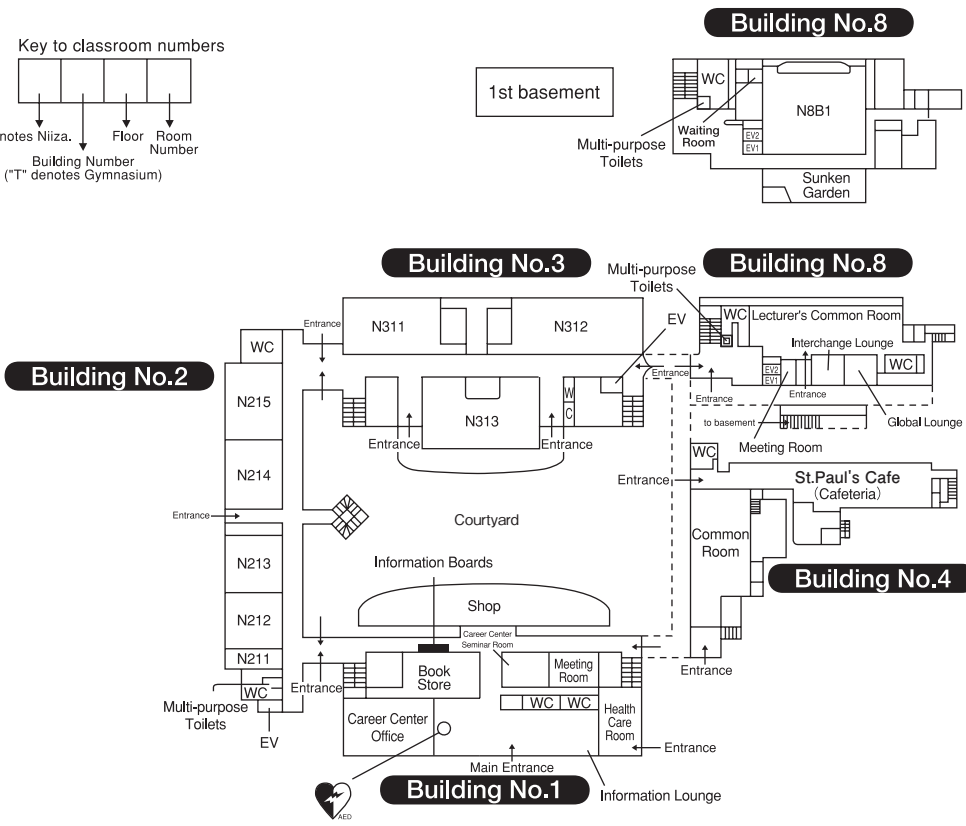 Building No.8
Key to classroom numbers
notes Niiza.
Floor
Room
Number
Building Number
("T" denotes Gymnasium)
1st basement
WC
N8B1
Waiting
Room
EV2
EV1
Multi-purpose
Toilets
Sunken
Garden
Building No.3
Building No.8
Multi-purpose
Toilets
Entrance
N311
N312
EV
WC
Lecturer's Common Room
Interchange Lounge
WC
EV2
EV1
Entrance
Entrance
Entrance
WC
Building No.2
N215
N313
W
C
Entrance
Entrance
to basement
Global Lounge
Meeting Room
N214
WC
Entrance
St.Paul's Cafe
(Cafeteria)
Entrance
Courtyard
Common
Room
N213
Information Boards
Building No.4
Shop
N212
Career Center
Seminar Room
N211
Book
Store
Meeting
Room
Entrance
Entrance
WC
Multi-purpose
Toilets
EV
WC
WC
Career Center
Office
Health
Care
Room
Entrance
Main Entrance
Building No.1
Information Lounge
AED